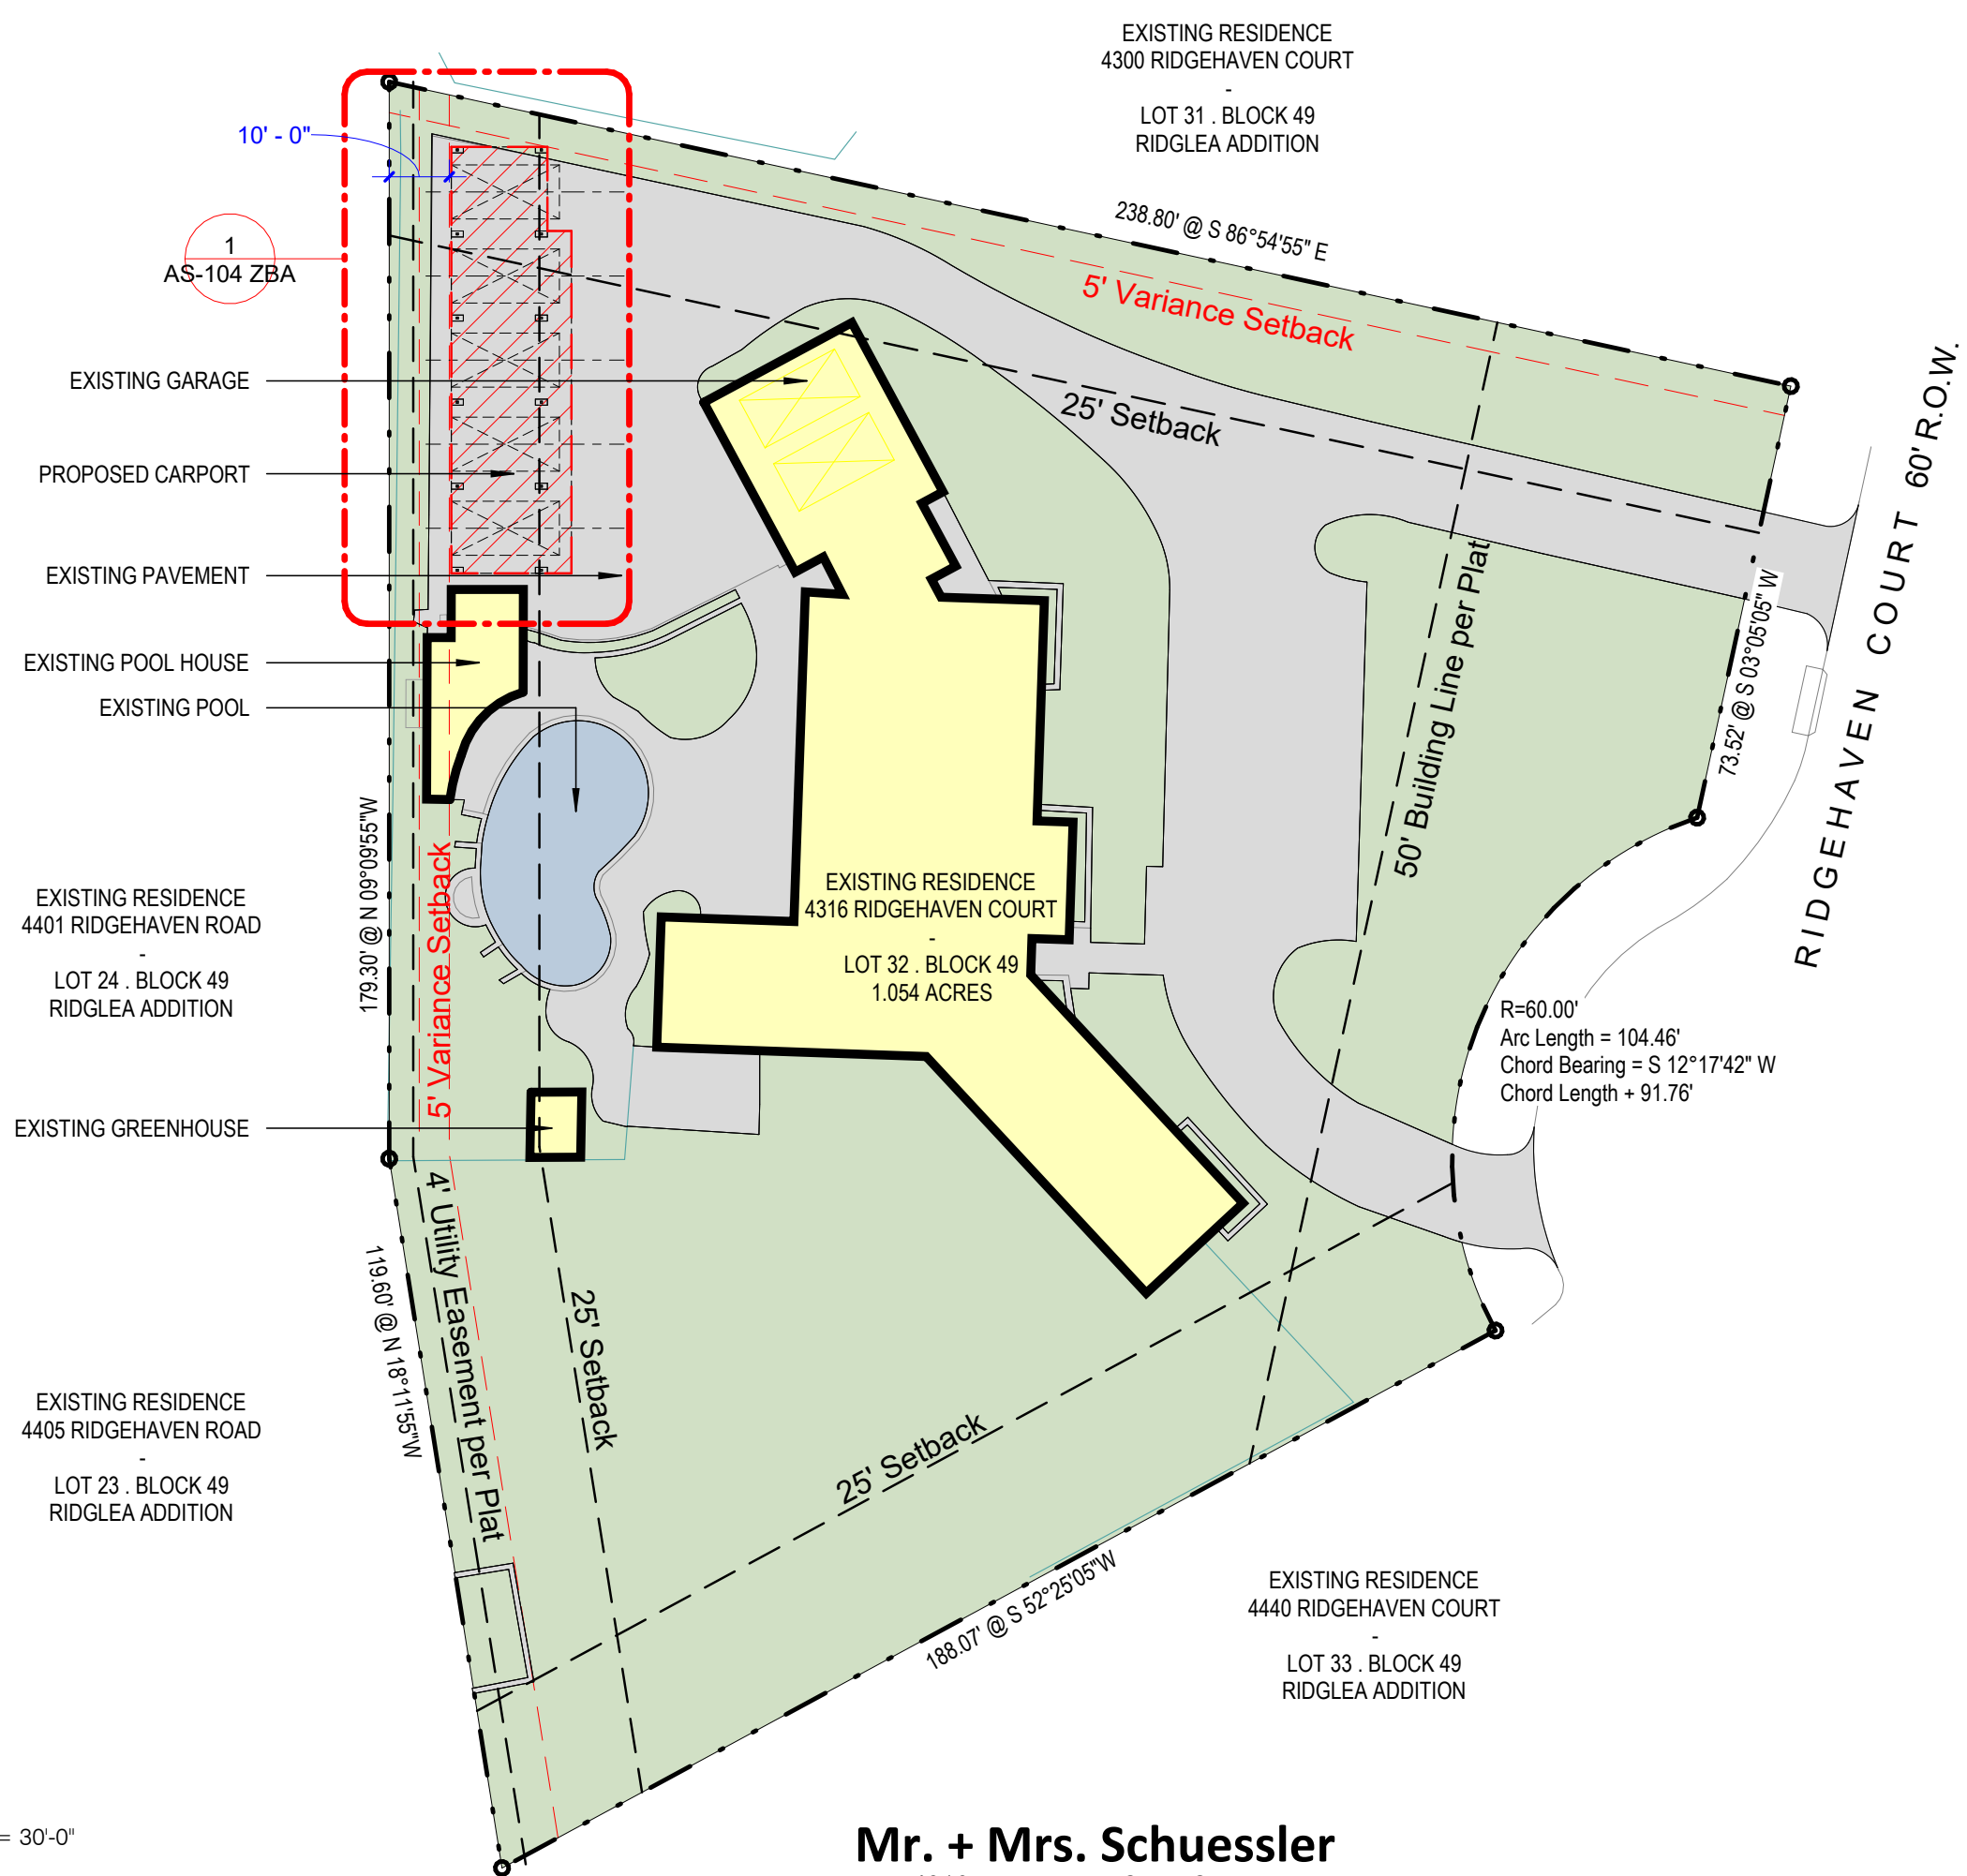 EXISTING RESIDENCE
4300 RIDGEHAVEN COURT
-
LOT 31 . BLOCK 49
RIDGLEA ADDITION
10' - 0"
1
AS-104 ZBA
238.80' @ S 86°54'55" E
5' Variance Setback
25' Setback
EXISTING GARAGE
PROPOSED CARPORT
EXISTING PAVEMENT
EXISTING POOL HOUSE
EXISTING POOL
RIDGEHAVEN COURT 60' R.O.W.
73.52' @ S 03°05'05" W
50' Building Line per Plat
179.30' @ N 09°09'55"W
5' Variance Setback
EXISTING RESIDENCE
4316 RIDGEHAVEN COURT
-
LOT 32 . BLOCK 49
1.054 ACRES
EXISTING RESIDENCE
4401 RIDGEHAVEN ROAD
-
LOT 24 . BLOCK 49
RIDGLEA ADDITION
R=60.00'
Arc Length = 104.46'
Chord Bearing = S 12°17'42" W
Chord Length + 91.76'
EXISTING GREENHOUSE
4' Utility Easement per Plat
119.60' @ N 18°11'55"W
25' Setback
25' Setback
EXISTING RESIDENCE
4405 RIDGEHAVEN ROAD
-
LOT 23 . BLOCK 49
RIDGLEA ADDITION
188.07' @ S 52°25'05"W
EXISTING RESIDENCE
4440 RIDGEHAVEN COURT
-
LOT 33 . BLOCK 49
RIDGLEA ADDITION
= 30'-0"
Mr. + Mrs. Schuessler